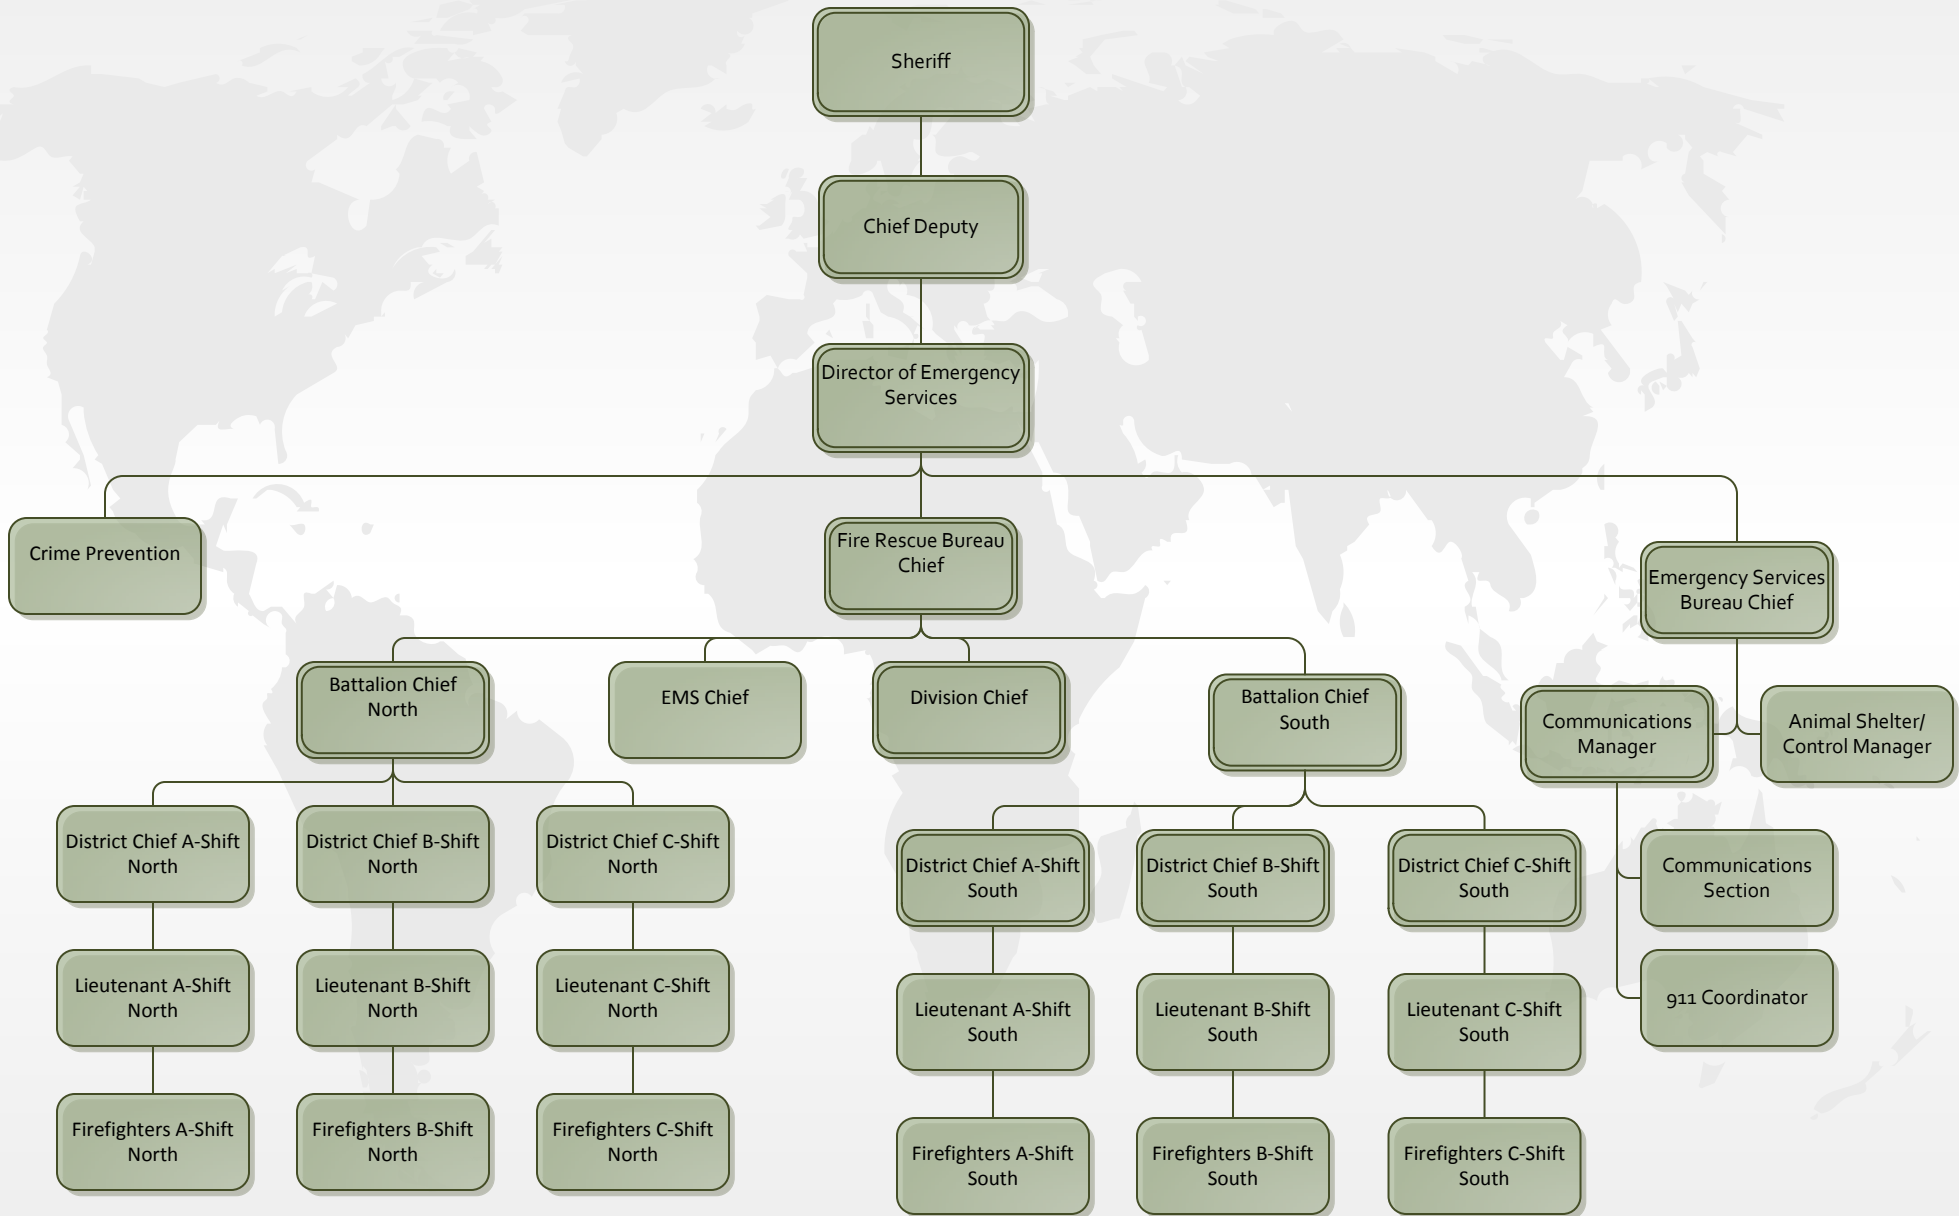 Sheriff
Chief Deputy
Director of Emergency
Services
Crime Prevention
Fire Rescue Bureau
Chief
Emergency Services
Bureau Chief
Battalion Chief
North
EMS Chief
Division Chief
Battalion Chief
South
Communications
Manager
Animal Shelter/
Control Manager
District Chief A-Shift
North
District Chief B-Shift
North
District Chief C-Shift
North
District Chief A-Shift
South
District Chief B-Shift
South
District Chief C-Shift
South
Communications
Section
Lieutenant A-Shift
North
Lieutenant B-Shift
North
Lieutenant C-Shift
North
Lieutenant A-Shift
South
Lieutenant B-Shift
South
Lieutenant C-Shift
South
911 Coordinator
Firefighters A-Shift
North
Firefighters B-Shift
North
Firefighters C-Shift
North
Firefighters A-Shift
South
Firefighters B-Shift
South
Firefighters C-Shift
South